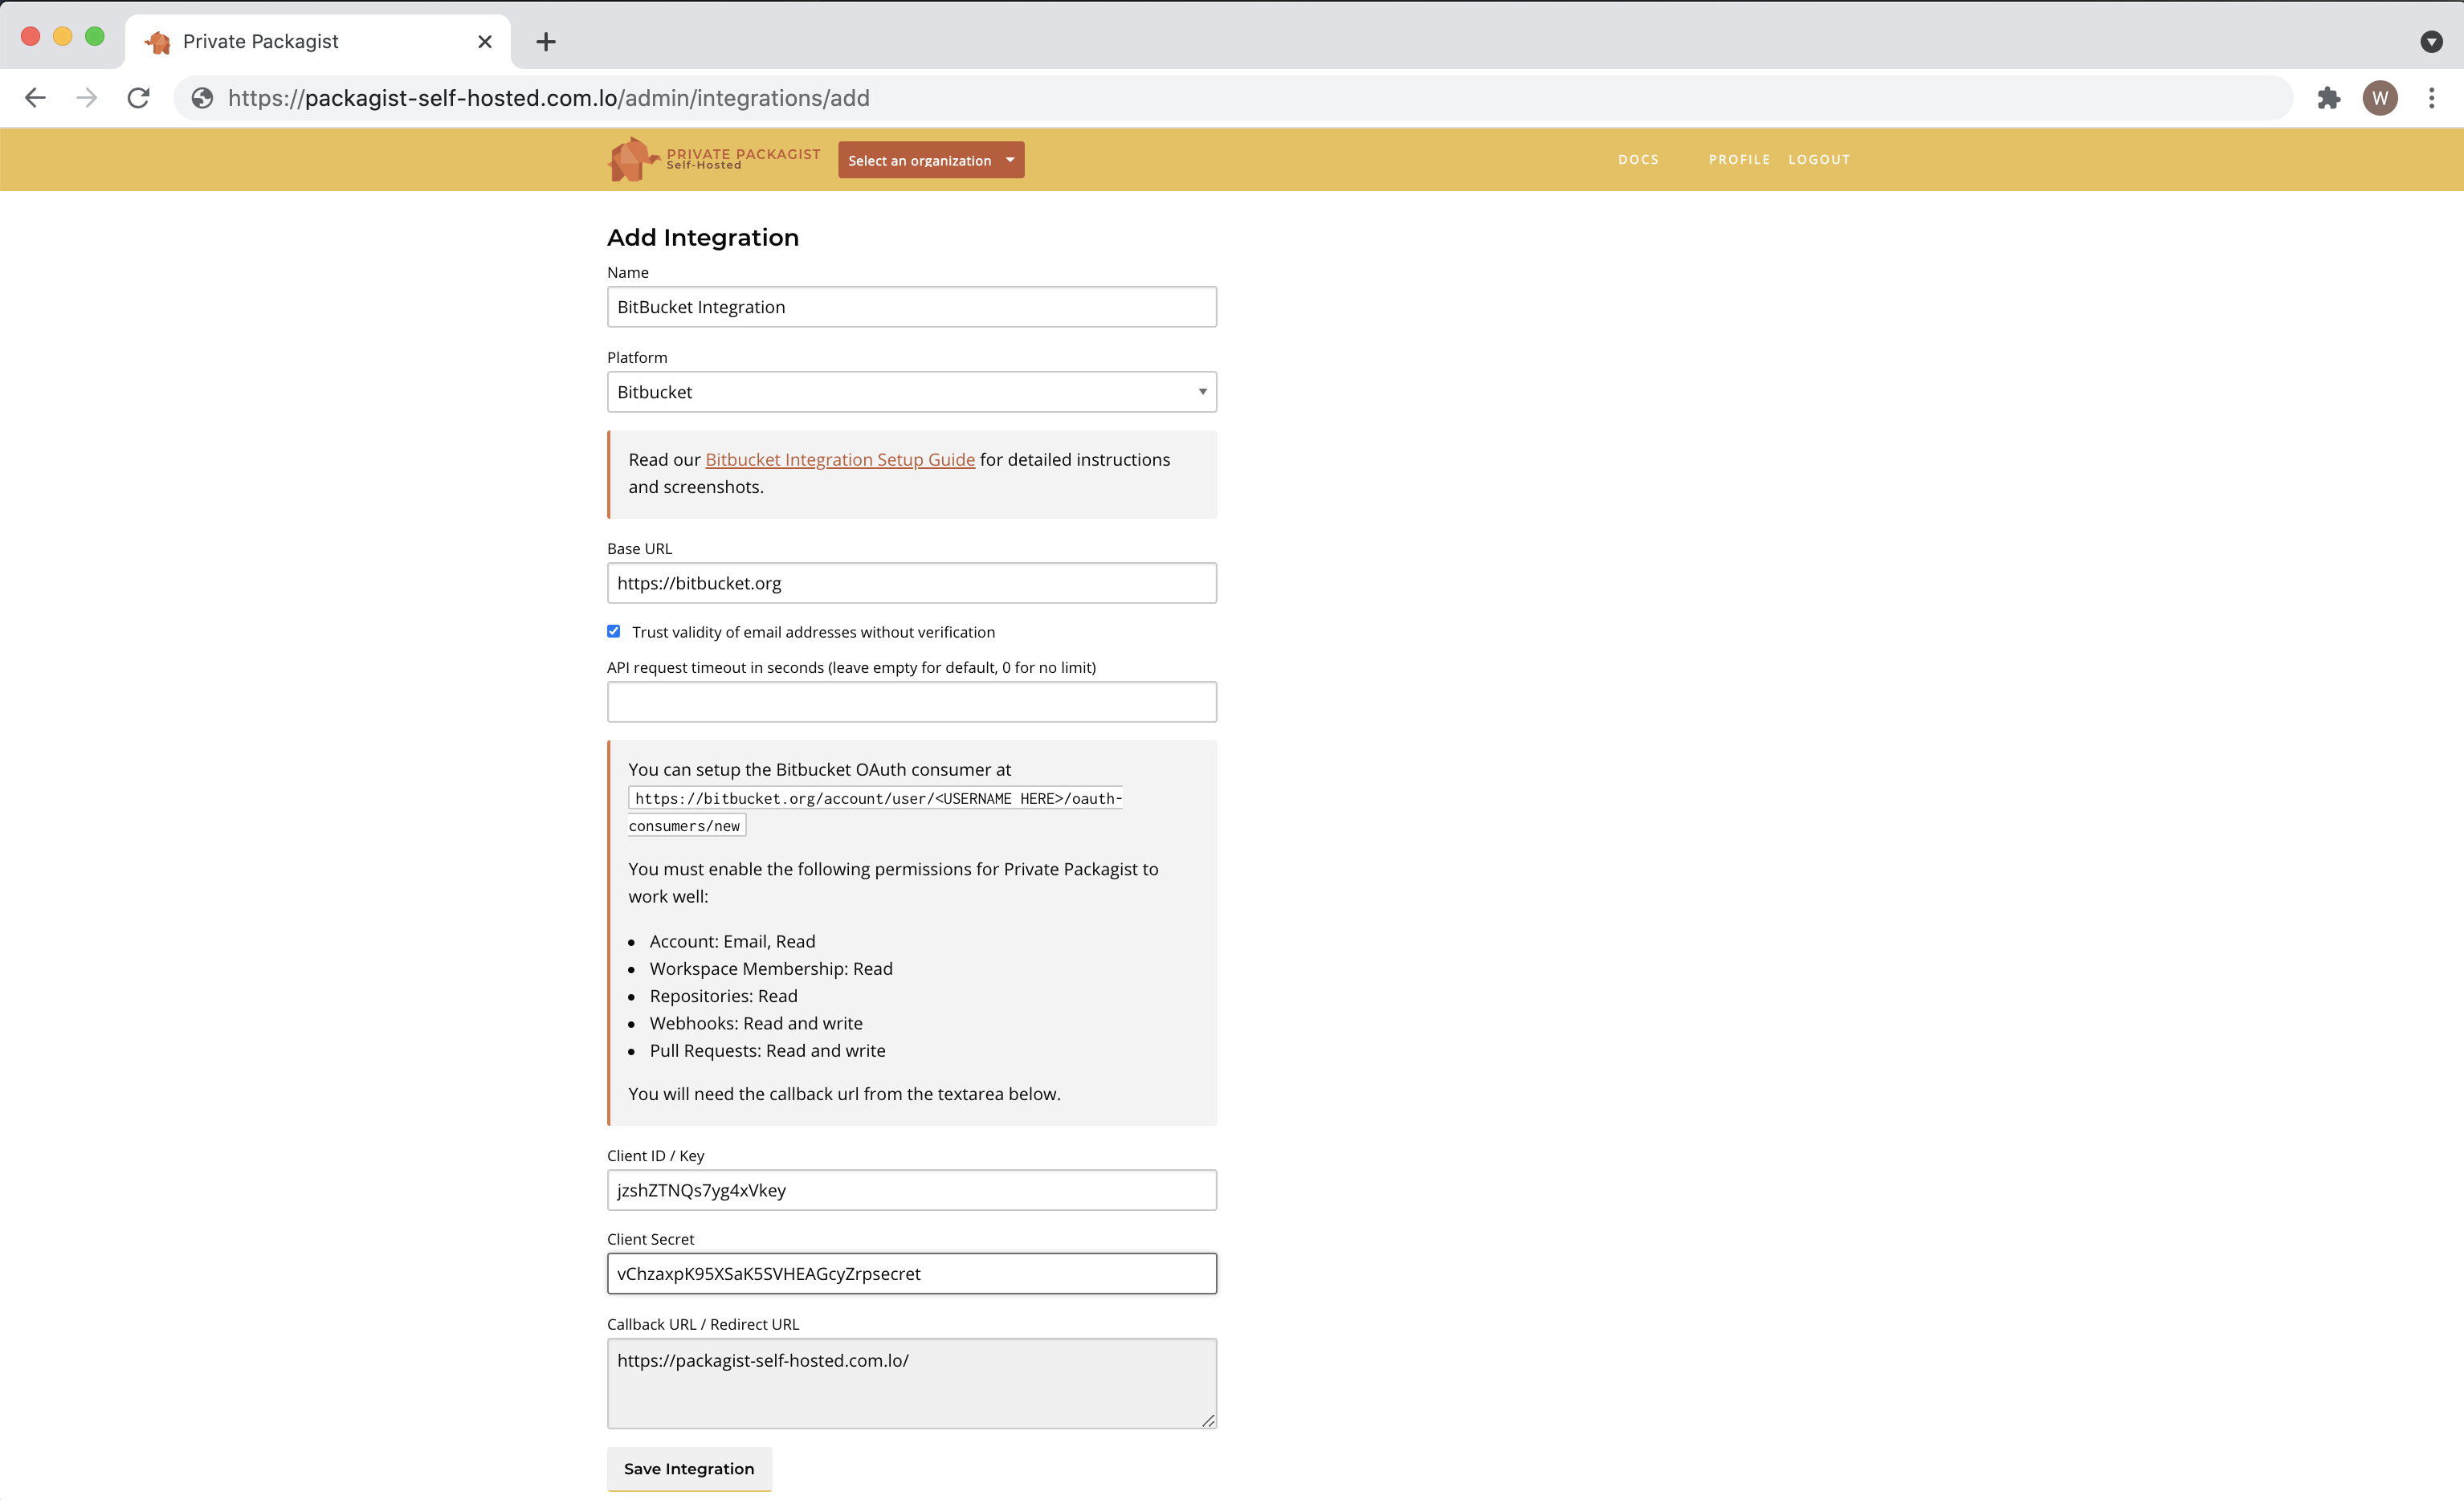 Private Packagist
https://packagist-self-hosted.com.lo/admin/integrations/add
W
PRIVATE PACKAGIST
Self-Hosted
Select an organization
DOCS
PROFILE
LOGOUT
Add Integration
Name
BitBucket Integration
Platform
Bitbucket
Read our Bitbucket Integration Setup Guide for detailed instructions
and screenshots.
Base URL
https://bitbucket.org
Trust validity of email addresses without verification
API request timeout in seconds (leave empty for default, 0 for no limit)
You can setup the Bitbucket OAuth consumer at
https://bitbucket.org/account/user/<USERNAME HERE>/oauth-
consumers/new
You must enable the following permissions for Private Packagist to
work well:
Account: Email, Read
Workspace Membership: Read
Repositories: Read
Webhooks: Read and write
Pull Requests: Read and write
You will need the callback url from the textarea below.
Client ID / Key
jzshZTNQs7yg4xVkey
Client Secret
vChzaxpK95XSaK5SVHEAGcyZrpsecret
Callback URL / Redirect URL
https://packagist-self-hosted.com.lo/
Save Integration